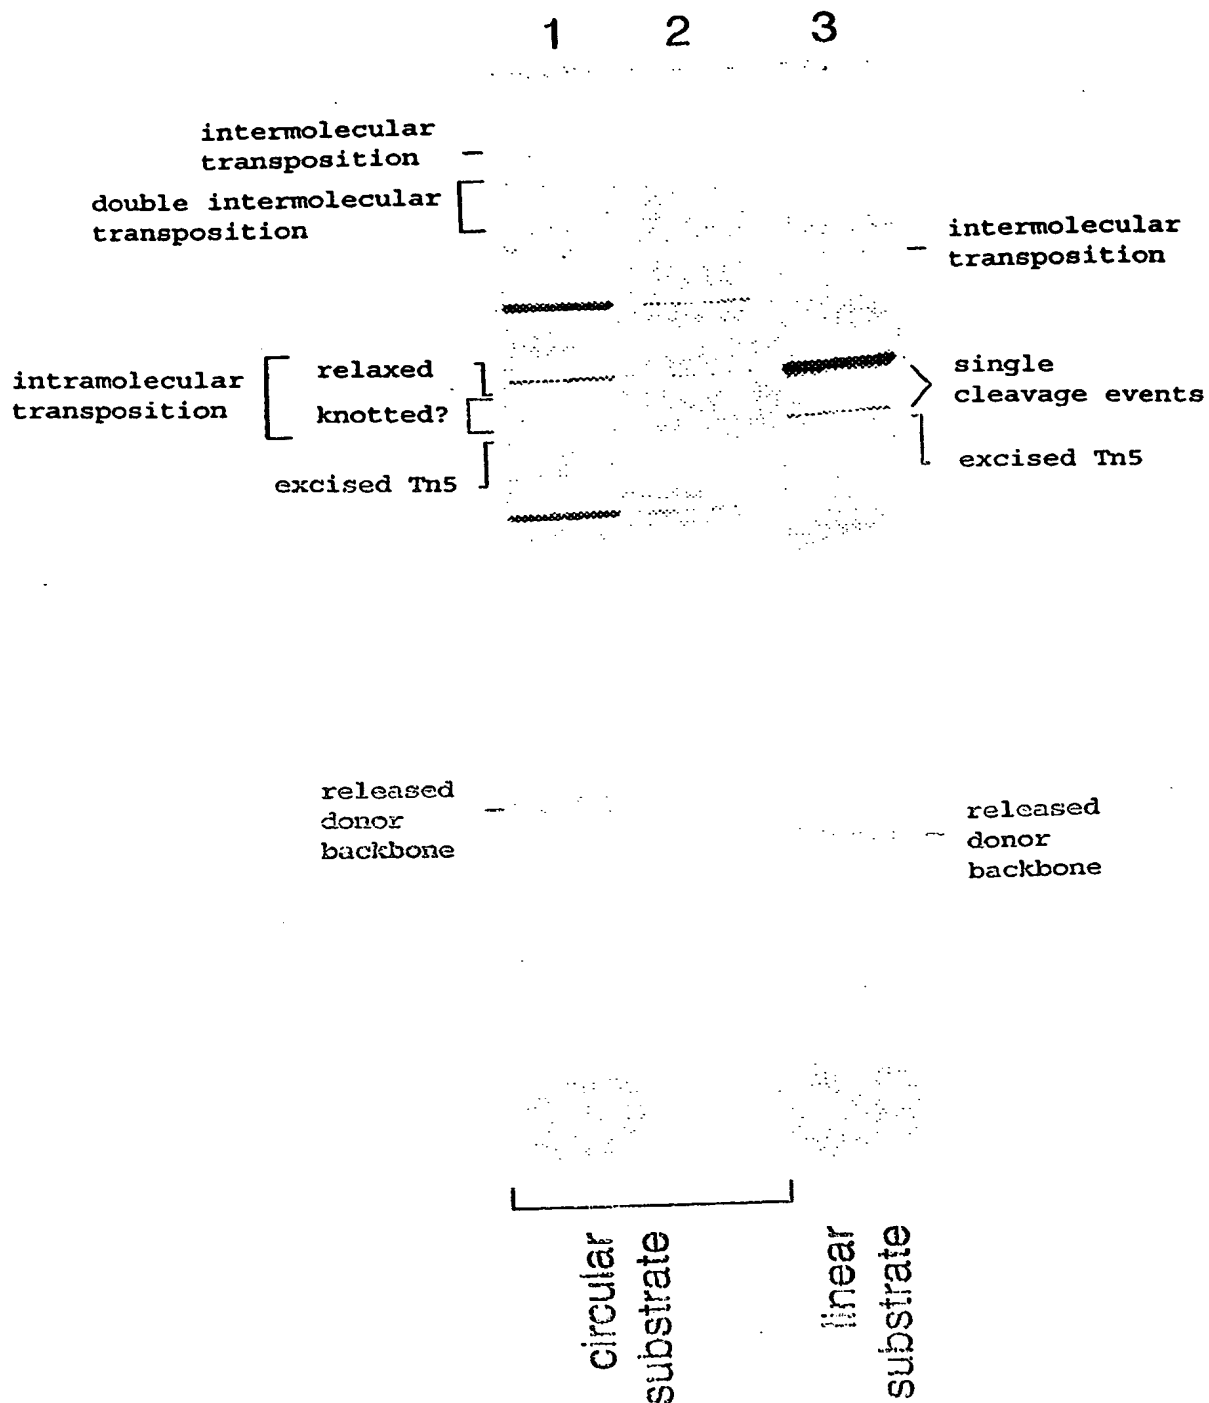 1 2 3
intermolecular
transposition
double intermolecular
transposition
intermolecular
transposition
intramolecular
transposition
relaxed
knotted?
excised Tn5
single
cleavage events
excised Tn5
released
donor
backbone
released
donor
backbone
circular
substrate
linear
substrate